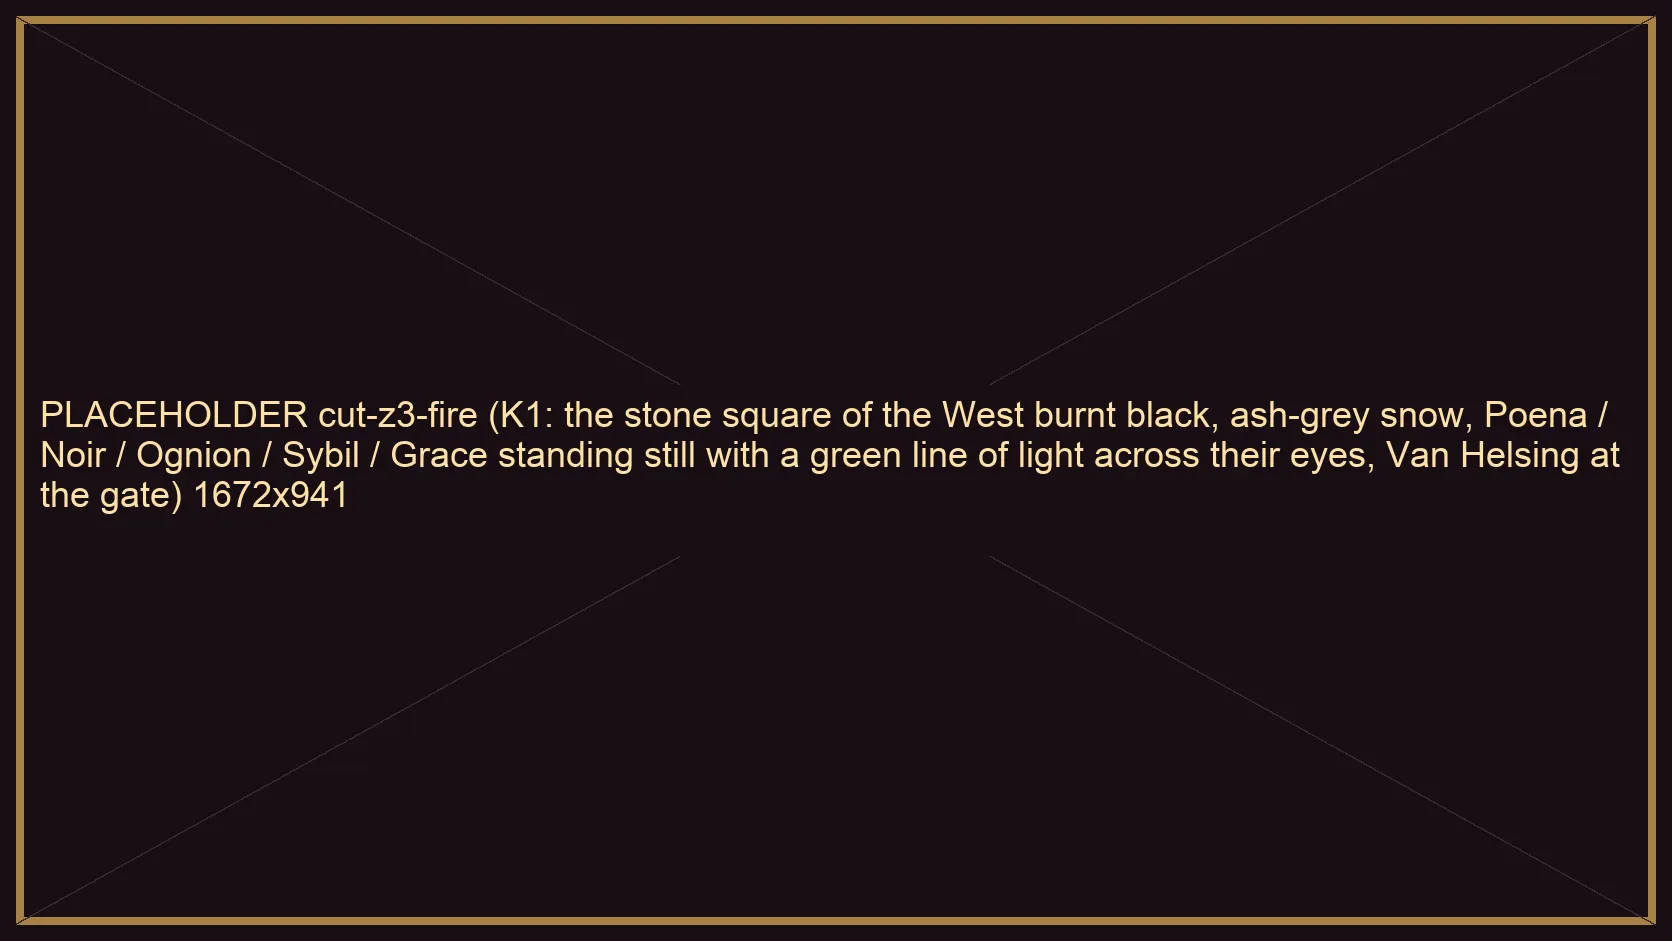 PLACEHOLDER cut-z3-fire (K1: the stone square of the West burnt black, ash-grey snow, Poena /
Noir / Ognion / Sybil / Grace standing still with a green line of light across their eyes, Van Helsing at
the gate) 1672x941